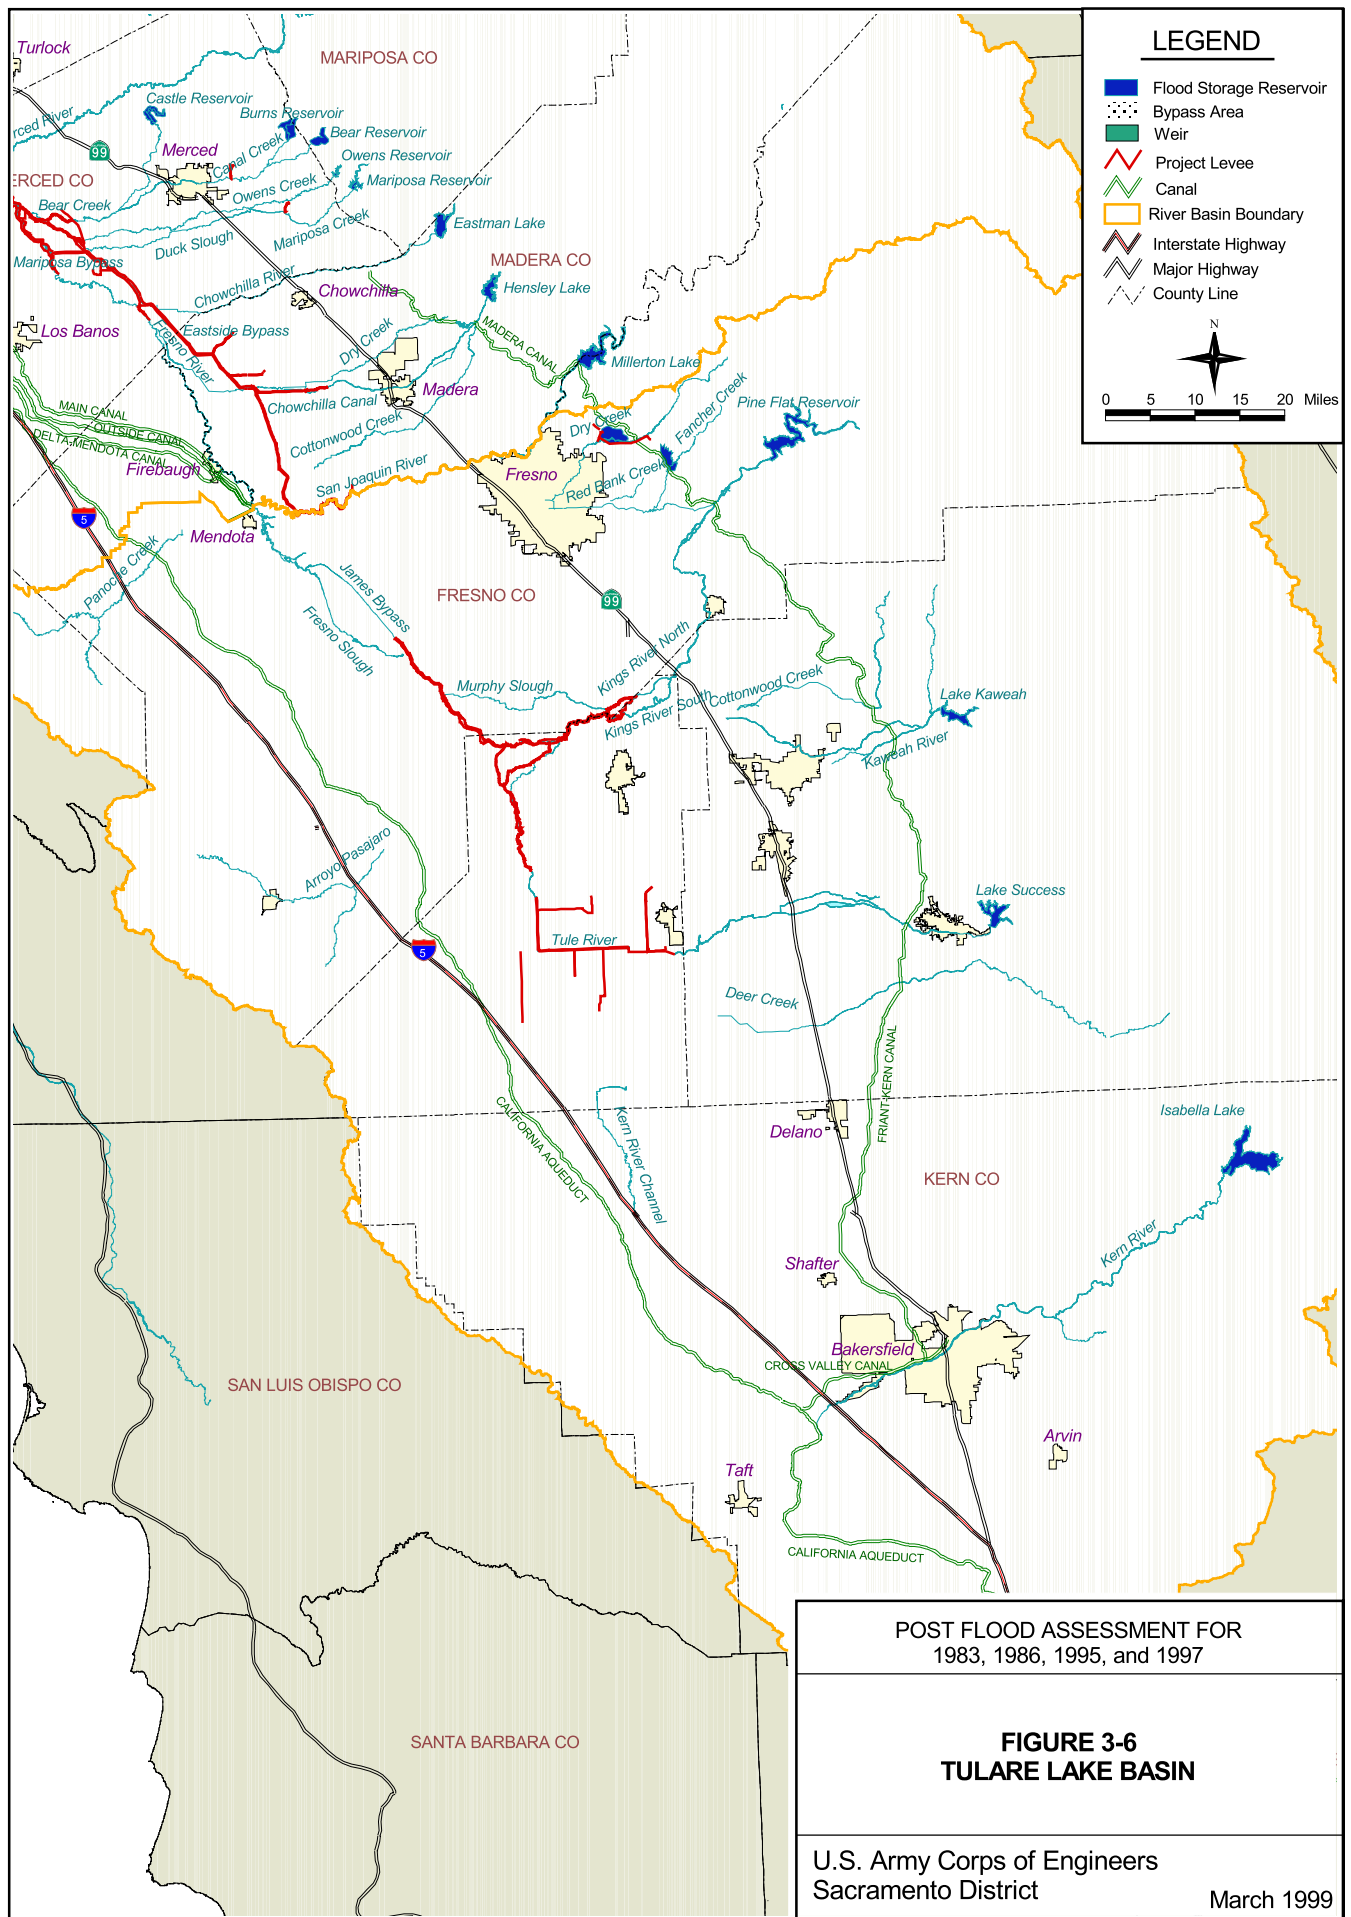 LEGEND
Flood Storage Reservoir
Bypass Area
Weir
Project Levee
Canal
River Basin Boundary
Interstate Highway
Major Highway
County Line
N
0 5 10 15 20 Miles
Turlock
MARIPOSA CO
Castle Reservoir
Burns Reservoir
Bear Reservoir
rced River
99
Merced
Canal Creek
Owens Reservoir
Mariposa Reservoir
ERCED CO
Owens Creek
Bear Creek
Mariposa Creek
Eastman Lake
Duck Slough
Mariposa Bypass
MADERA CO
Chowchilla River
Hensley Lake
Chowchilla
Los Banos
Eastside Bypass
Fresno River
Dry Creek
MADERA CANAL
Millerton Lake
Madera
Chowchilla Canal
MAIN CANAL
OUTSIDE CANAL
DELTA-MENDOTA CANAL
Cottonwood Creek
Dry Creek
Fancher Creek
Pine Flat Reservoir
Firebaugh
San Joaquin River
Fresno
Red Bank Creek
5
Mendota
Panoche Creek
James Bypass
FRESNO CO
99
Fresno Slough
Kings River North
Murphy Slough
Kings River South
Cottonwood Creek
Lake Kaweah
Kaweah River
Arroyo Pasajaro
Lake Success
Tule River
5
Deer Creek
FRIANT-KERN CANAL
CALIFORNIA AQUEDUCT
Kern River Channel
Delano
Isabella Lake
KERN CO
Kern River
Shafter
Bakersfield
CROSS VALLEY CANAL
SAN LUIS OBISPO CO
Arvin
Taft
CALIFORNIA AQUEDUCT
SANTA BARBARA CO
POST FLOOD ASSESSMENT FOR
1983, 1986, 1995, and 1997
FIGURE 3-6
TULARE LAKE BASIN
U.S. Army Corps of Engineers
Sacramento District
March 1999